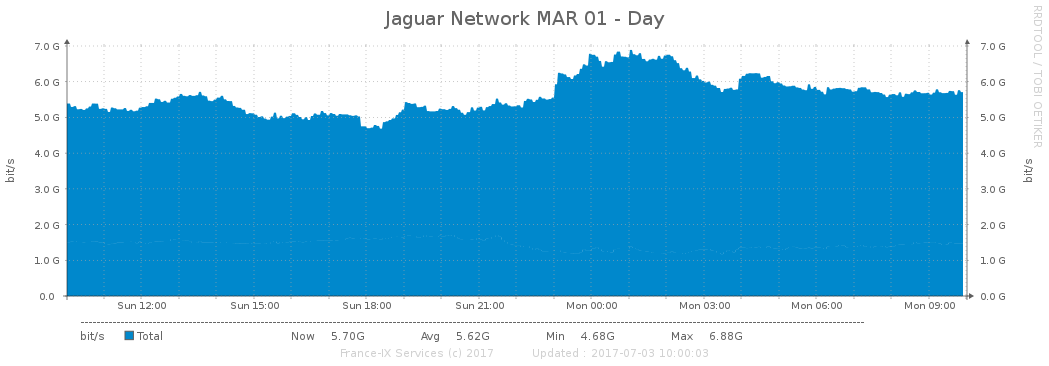 Jaguar Network MAR 01 - Day
RRDTOOL / TOBI OETIKER
7.0 G 7.0 G
6.0 G 6.0 G
5.0 G 5.0 G
4.0 G 4.0 G
3.0 G 3.0 G
2.0 G 2.0 G
1.0 G 1.0 G
0.0 0.0 G
bit/s
bit/s
Sun 12:00 Sun 15:00 Sun 18:00 Sun 21:00 Mon 00:00 Mon 03:00 Mon 06:00 Mon 09:00
bit/s Total Now 5.70G Avg 5.62G Min 4.68G Max 6.88G
France-IX Services (c) 2017 Updated : 2017-07-03 10:00:03